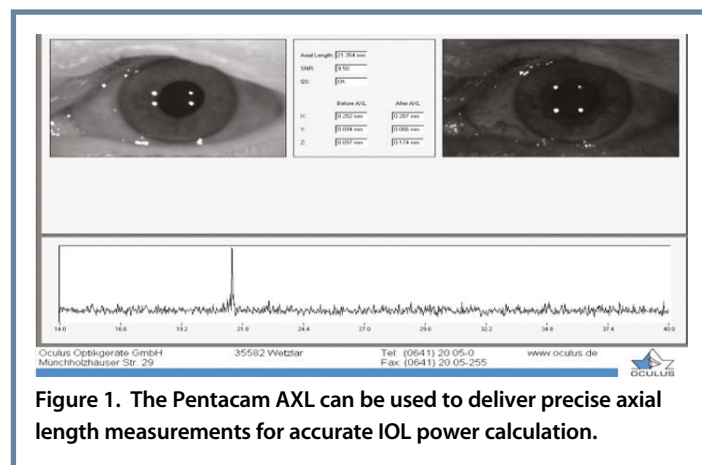 Axial Length: 21.354 mm
SNR: 9.50
QS: OK
Before AXL After AXL
X: 0.252 mm 0.287 mm
Y: 0.094 mm 0.066 mm
Z: 0.097 mm 0.174 mm
14.0 16.6 19.2 21.8 24.4 27.0 29.6 32.2 34.8 37.4 40.0
Oculus Optikgeräte GmbH 35582 Wetzlar Tel: (0641) 20 05-0 www.oculus.de
Münchholzhäuser Str. 29 Fax: (0641) 20 05-255
OCULUS
Figure 1. The Pentacam AXL can be used to deliver precise axial
length measurements for accurate IOL power calculation.